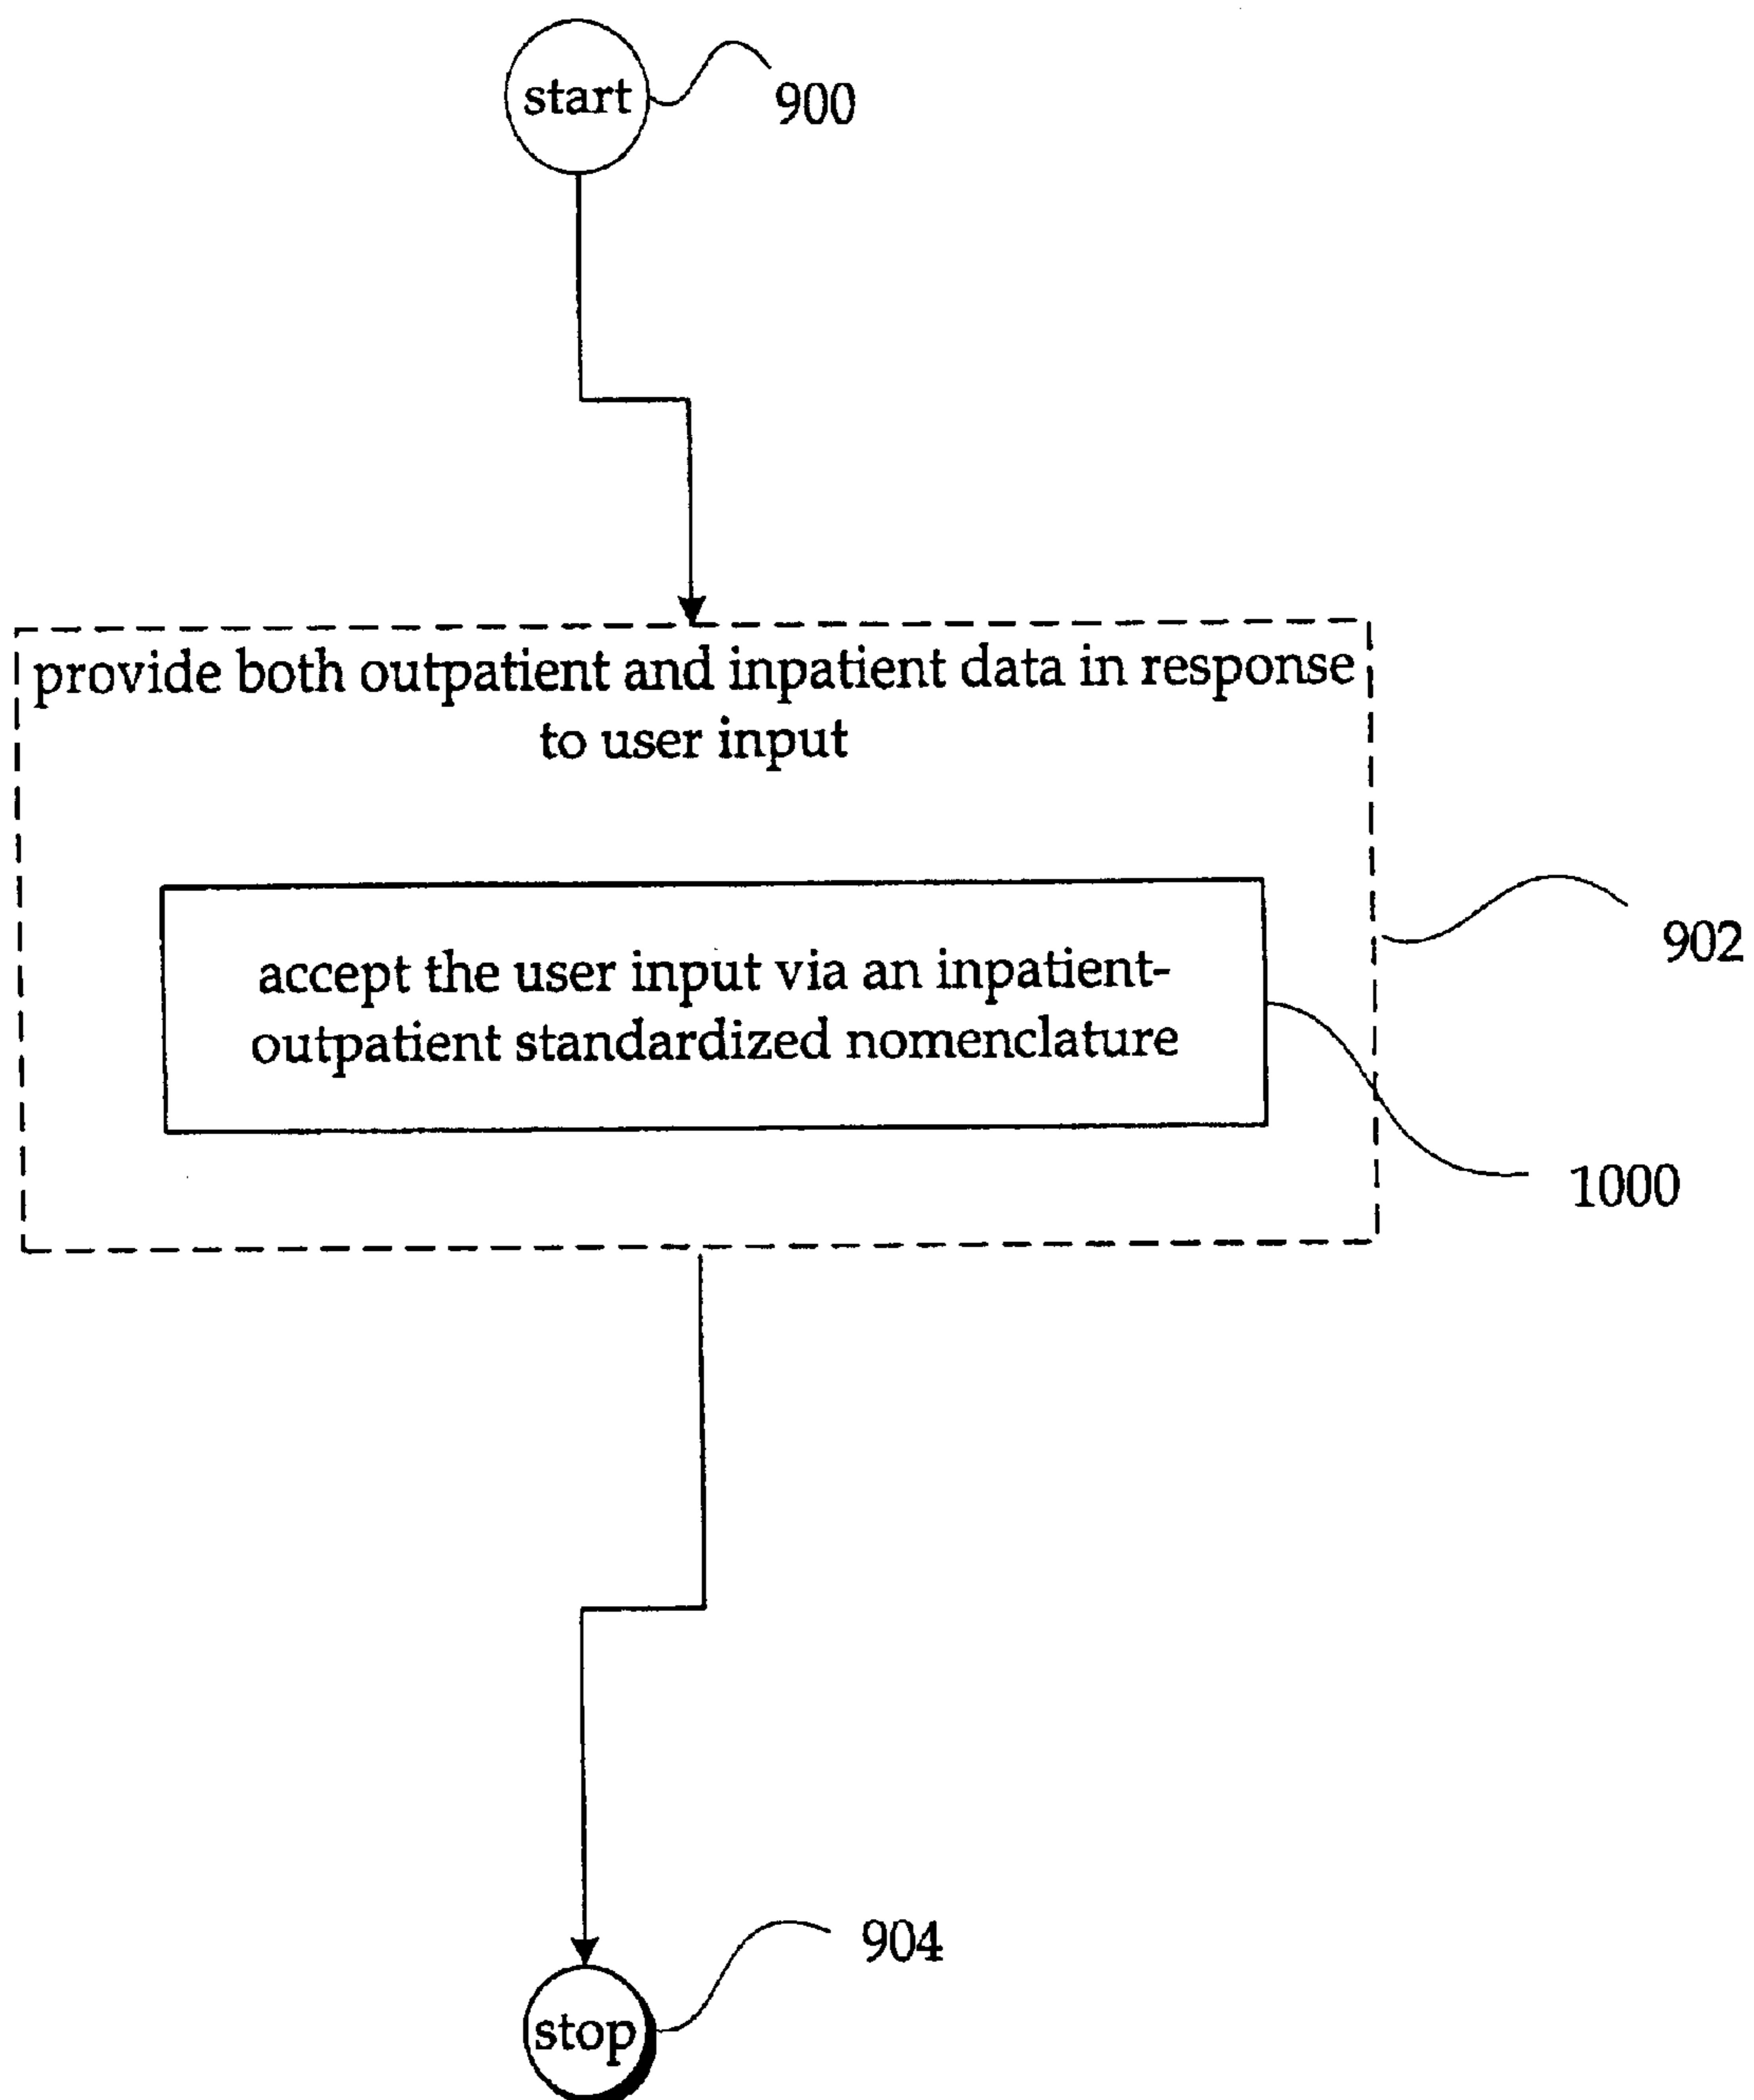 start
900
provide both outpatient and inpatient data in response
to user input
902
accept the user input via an inpatient-
outpatient standardized nomenclature
1000
904
stop